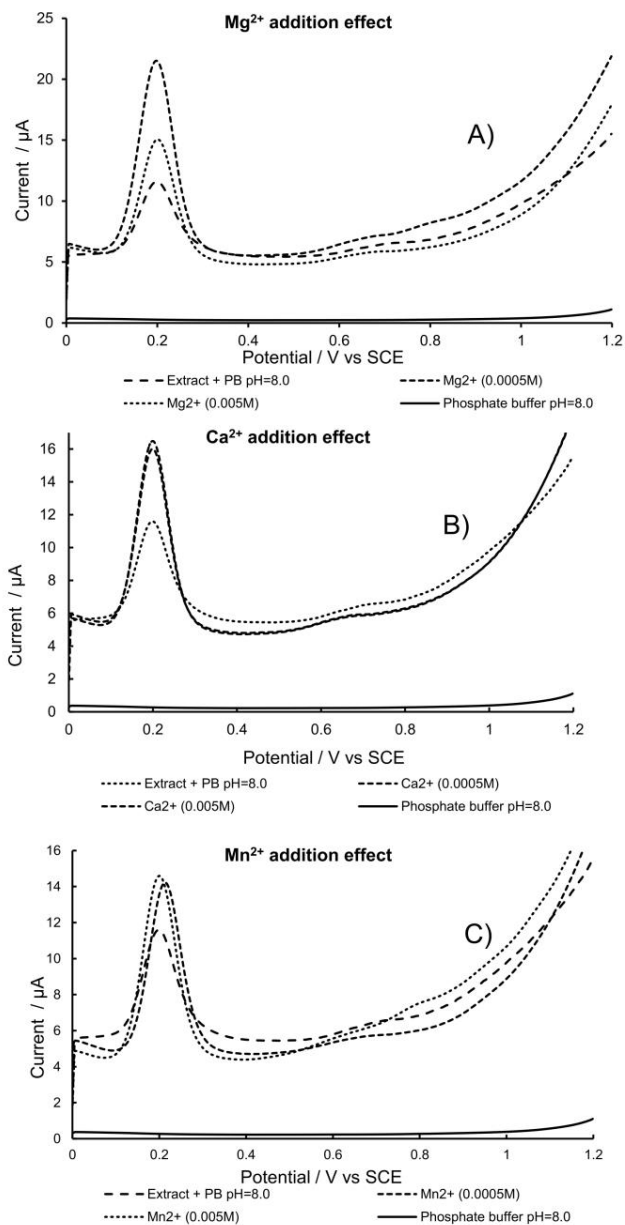 Mg²⁺ addition effect
25
20
15
10
5
0
Current / μA
A)
0 0.2 0.4 0.6 0.8 1 1.2
Potential / V vs SCE
Extract + PB pH=8.0 Mg2+ (0.0005M)
Mg2+ (0.005M) Phosphate buffer pH=8.0
Ca²⁺ addition effect
16
14
12
10
8
6
4
2
0
Current / μA
B)
0 0.2 0.4 0.6 0.8 1 1.2
Potential / V vs SCE
Extract + PB pH=8.0 Ca2+ (0.0005M)
Ca2+ (0.005M) Phosphate buffer pH=8.0
Mn²⁺ addition effect
16
14
12
10
8
6
4
2
0
Current / μA
C)
0 0.2 0.4 0.6 0.8 1 1.2
Potential / V vs SCE
Extract + PB pH=8.0 Mn2+ (0.0005M)
Mn2+ (0.005M) Phosphate buffer pH=8.0